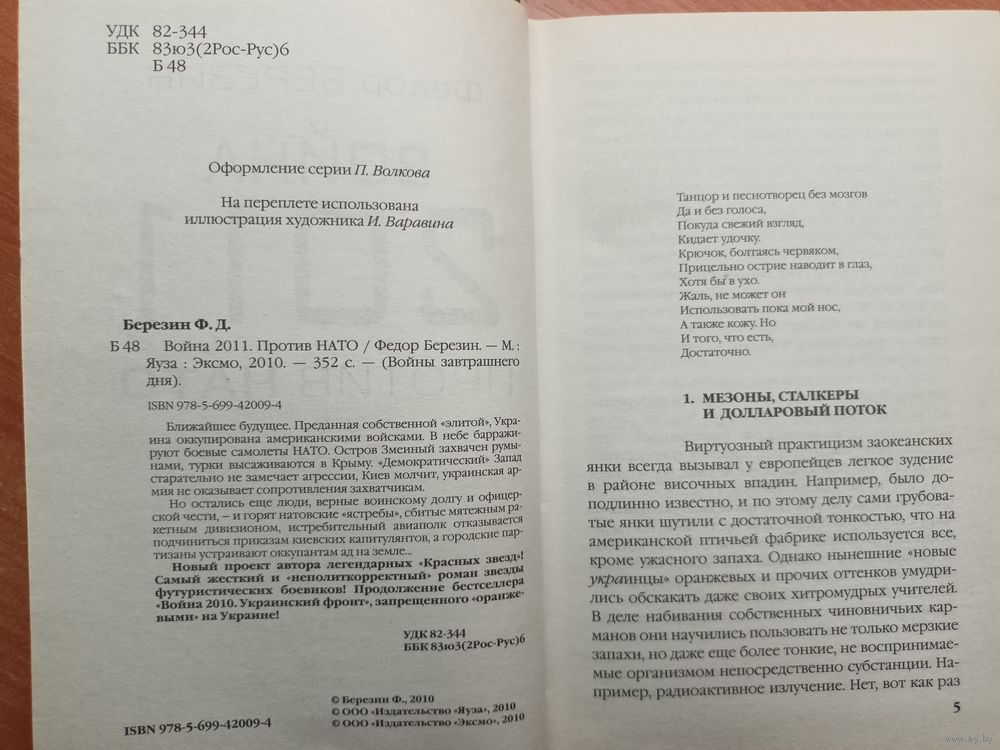 УДК 82-344
ББК 83ю3(2Рос-Рус)6
Б 48
Оформление серии П. Волкова
На переплете использована
иллюстрация художника И. Варавина
Березин Ф. Д.
Б 48 Война 2011. Против НАТО / Федор Березин. — М. :
Яуза : Эксмо, 2010. — 352 с. — (Войны завтрашнего
дня).
ISBN 978-5-699-42009-4
Ближайшее будущее. Преданная собственной «элитой», Укра-
ина оккупирована американскими войсками. В небе барражи-
руют боевые самолеты НАТО. Остров Змеиный захвачен румы-
нами, турки высаживаются в Крыму. «Демократический» Запад
старательно не замечает агрессии, Киев молчит, украинская ар-
мия не оказывает сопротивления захватчикам.
Но остались еще люди, верные воинскому долгу и офицер-
ской чести, — и горят натовские «ястребы», сбитые мятежным ра-
кетным дивизионом, истребительный авиаполк отказывается
подчиниться приказам киевских капитулянтов, а городские пар-
тизаны устраивают оккупантам ад на земле...
Новый проект автора легендарных «Красных звезд»!
Самый жесткий и «неполиткорректный» роман звезды
футуристических боевиков! Продолжение бестселлера
«Война 2010. Украинский фронт», запрещенного «оранже-
выми» на Украине!
УДК 82-344
ББК 83ю3(2Рос-Рус)6
© Березин Ф., 2010
© ООО «Издательство «Яуза», 2010
© ООО «Издательство «Эксмо», 2010
ISBN 978-5-699-42009-4
Танцор и песнотворец без мозгов
Да и без голоса,
Покуда свежий взгляд,
Кидает удочку.
Крючок, болтаясь червяком,
Прицельно острие наводит в глаз,
Хотя бы в ухо.
Жаль, не может он
Использовать пока мой нос,
А также кожу. Но
И того, что есть,
Достаточно.
1. МЕЗОНЫ, СТАЛКЕРЫ
И ДОЛЛАРОВЫЙ ПОТОК
Виртуозный практицизм заокеанских
янки всегда вызывал у европейцев легкое зудение
в районе височных впадин. Например, было до-
подлинно известно, и по этому делу сами грубова-
тые янки шутили с достаточной тонкостью, что на
американской птичьей фабрике используется все,
кроме ужасного запаха. Однако нынешние «новые
украинцы» оранжевых и прочих оттенков умудри-
лись обскакать даже своих хитромудрых учителей.
В деле набивания собственных чиновничьих кар-
манов они научились пользовать не только мерзкие
запахи, но даже еще более тонкие, не воспринимае-
мые организмом непосредственно субстанции. На-
пример, радиоактивное излучение. Нет, вот как раз
5
www.ay.by